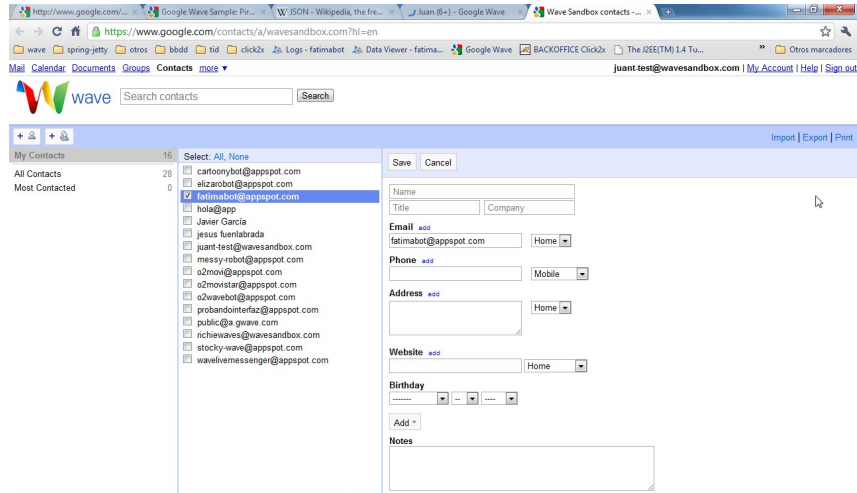 http://www.google.com/...
Google Wave Sample: Pir...
JSON - Wikipedia, the fre...
Juan (6+) - Google Wave
Wave Sandbox contacts -...
https://www.google.com/contacts/a/wavesandbox.com?hl=en
wave spring-jetty otros bbdd tid click2x Logs - fatimabot Data Viewer - fatima... Google Wave BACKOFFICE Click2x The J2EE(TM) 1.4 Tu... » Otros marcadores
Mail Calendar Documents Groups Contacts more ▼
juant-test@wavesandbox.com | My Account | Help | Sign out
wave
Search contacts
Search
Import | Export | Print
My Contacts 16
All Contacts 28
Most Contacted 0
Select: All, None
cartoonybot@appspot.com
elizarobot@appspot.com
fatimabot@appspot.com
hola@app
Javier García
jesus fuenlabrada
juant-test@wavesandbox.com
messy-robot@appspot.com
o2movi@appspot.com
o2movistar@appspot.com
o2wavebot@appspot.com
probandointerfaz@appspot.com
public@a.gwave.com
richiewaves@wavesandbox.com
stocky-wave@appspot.com
wavelivemessenger@appspot.com
Save Cancel
Name
Title Company
Email add
fatimabot@appspot.com Home
Phone add
Mobile
Address add
Home
Website add
Home
Birthday
------- -- ----
Add
Notes